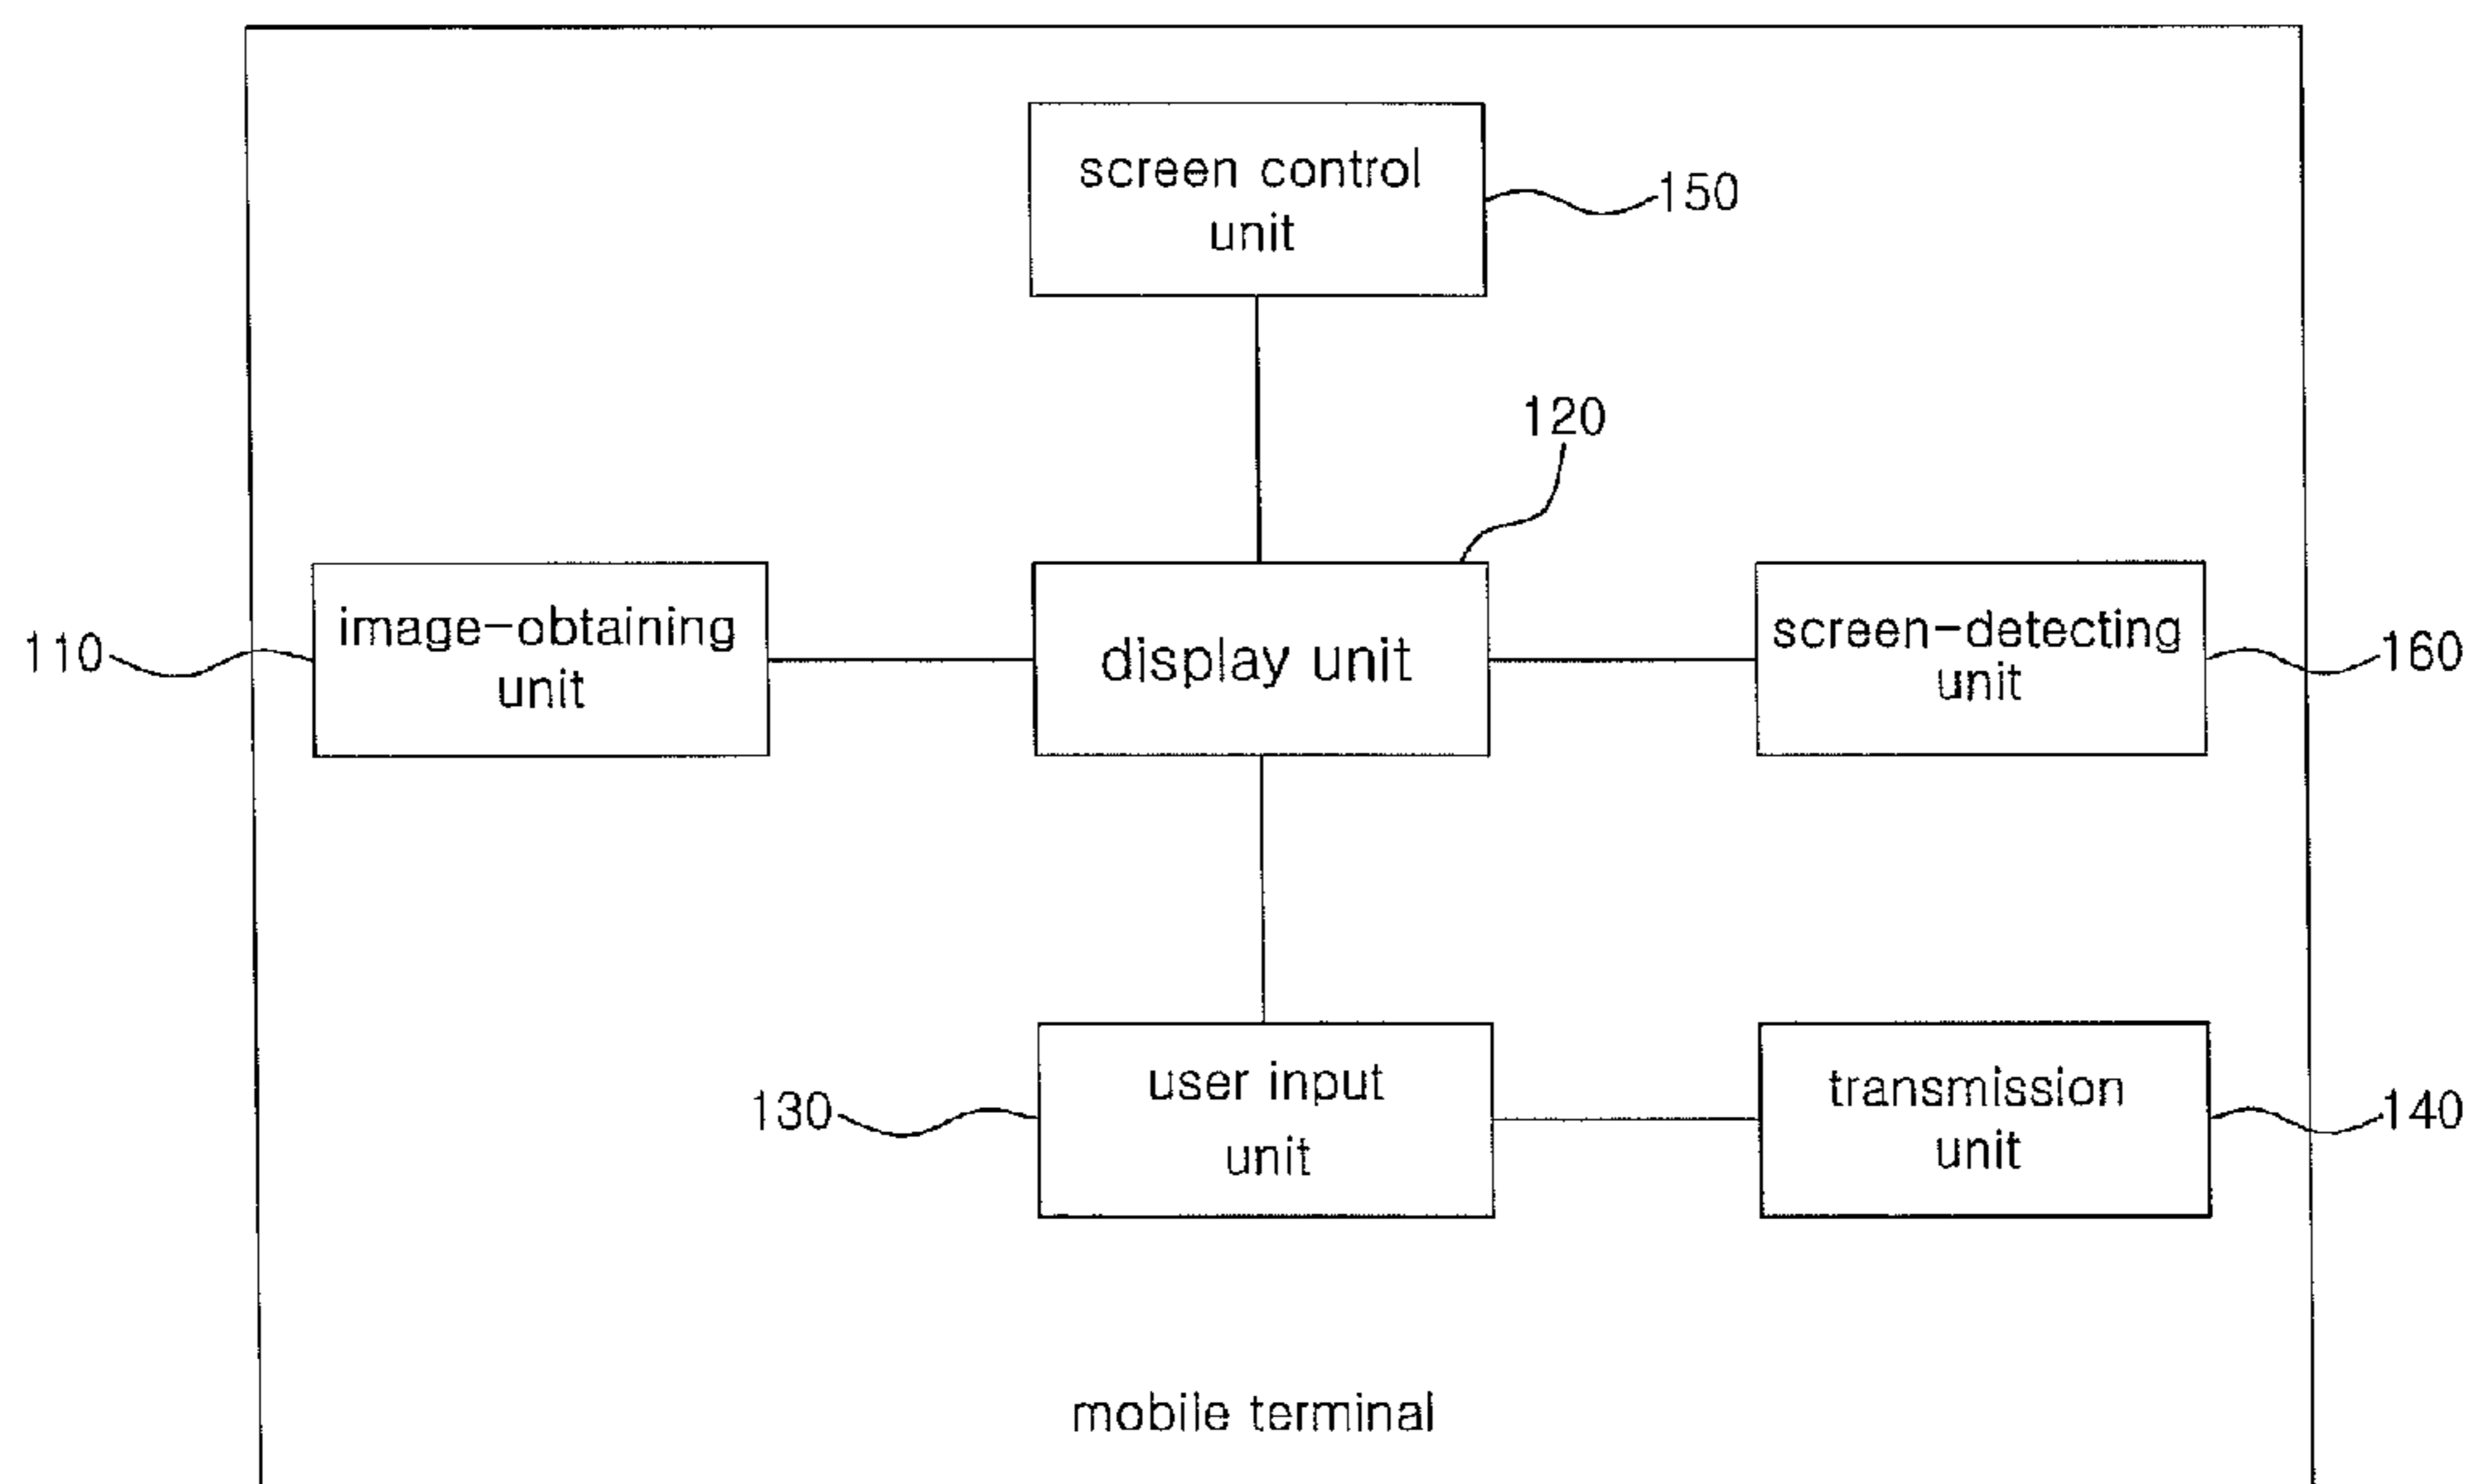 screen control
unit
150
120
110
image-obtaining
unit
display unit
screen-detecting
unit
160
130
user input
unit
transmission
unit
140
mobile terminal